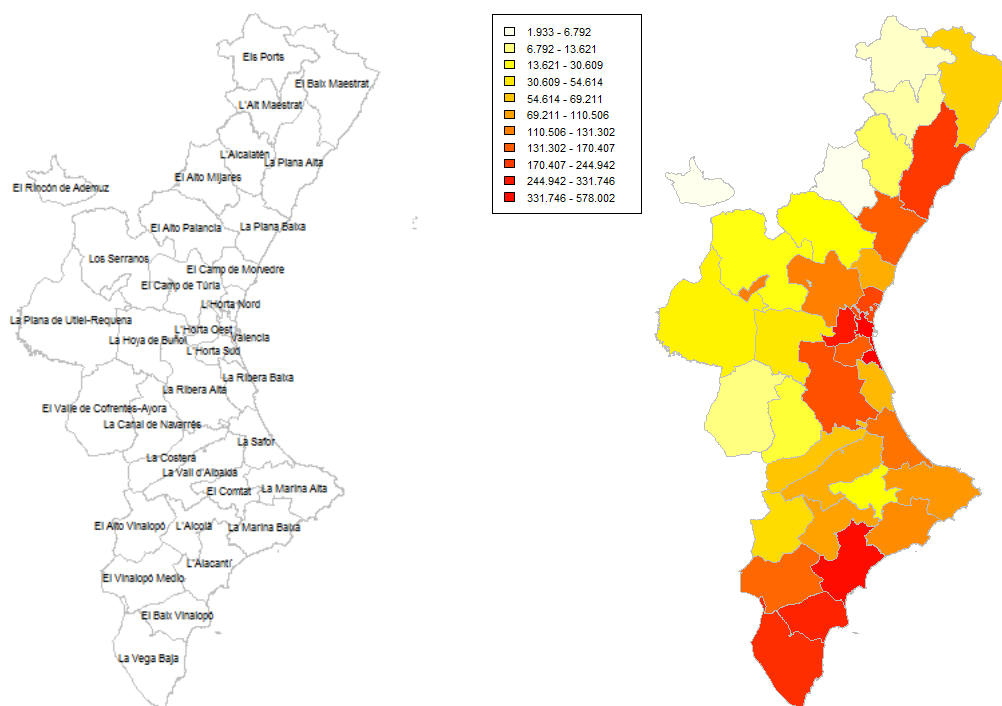 Els Ports
El Baix Maestrat
L'Alt Maestrat
L'Alcalatén
La Plana Alta
El Alto Mijares
El Rincón de Ademuz
El Alto Palancia
La Plana Baixa
Los Serranos
El Camp de Morvedre
El Camp de Túria
L'Horta Nord
La Plana de Utiel-Requena
L'Horta Oest
Valencia
La Hoya de Buñol
L'Horta Sud
La Ribera Baixa
La Ribera Alta
El Valle de Cofrentes-Ayora
La Canal de Navarrés
La Safor
La Costera
La Vall d'Albaida
El Comtat
La Marina Alta
El Alto Vinalopó
L'Alcoià
La Marina Baixa
L'Alacantí
El Vinalopó Medio
El Baix Vinalopó
La Vega Baja
1.933 - 6.792
6.792 - 13.621
13.621 - 30.609
30.609 - 54.614
54.614 - 69.211
69.211 - 110.506
110.506 - 131.302
131.302 - 170.407
170.407 - 244.942
244.942 - 331.746
331.746 - 578.002